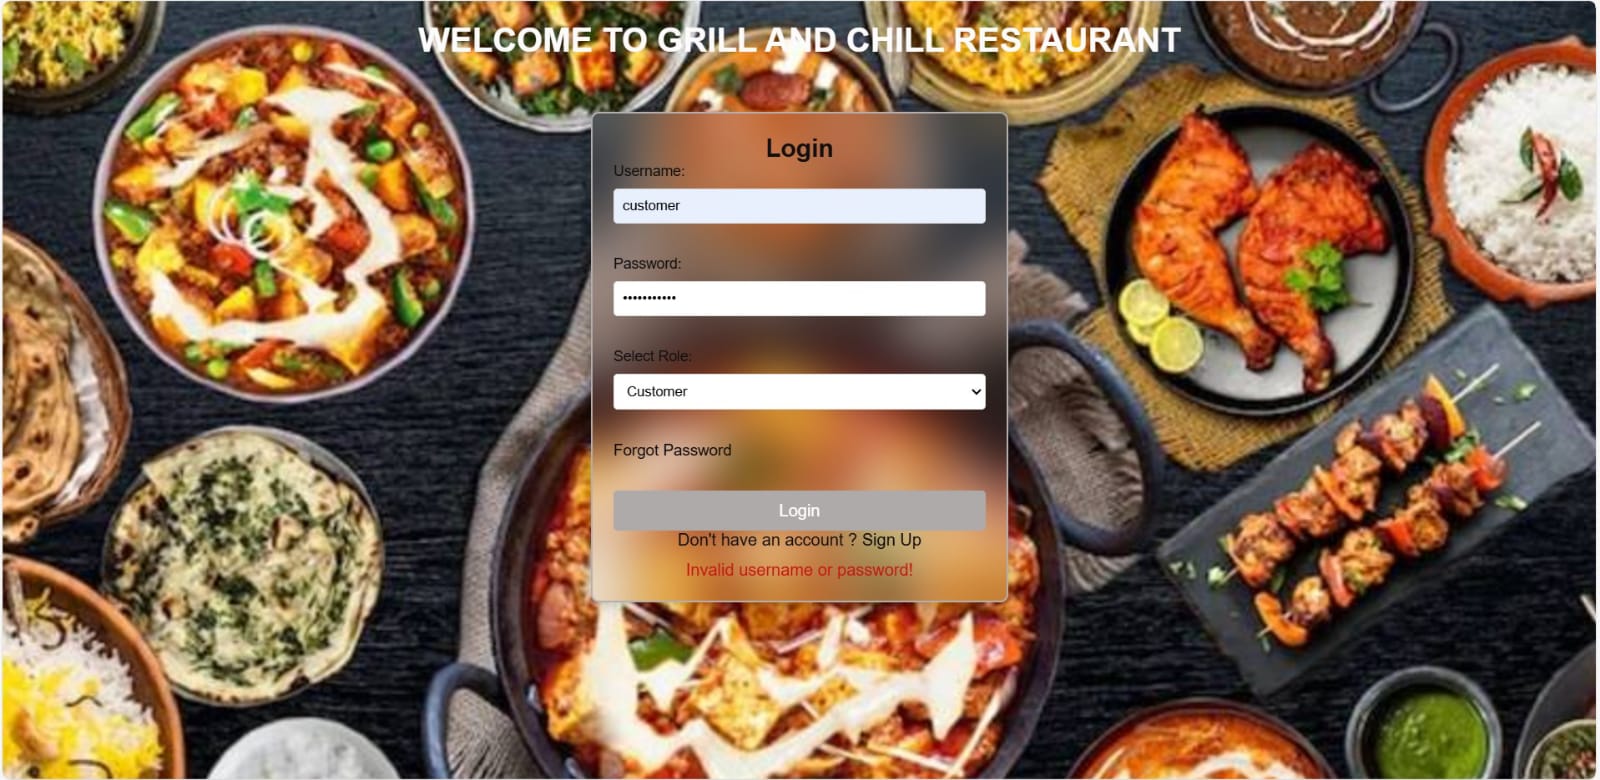 WELCOME TO GRILL AND CHILL RESTAURANT
Login
Username:
customer
Password:
•••••••••••
Select Role:
Customer
Forgot Password
Login
Don't have an account ? Sign Up
Invalid username or password!